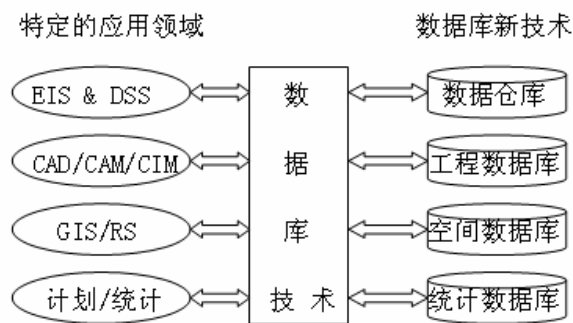 特定的应用领域 数据库新技术
EIS & DSS 数 数据仓库
CAD/CAM/CIM 据 工程数据库
GIS/RS 库 空间数据库
计划/统计 技 术 统计数据库